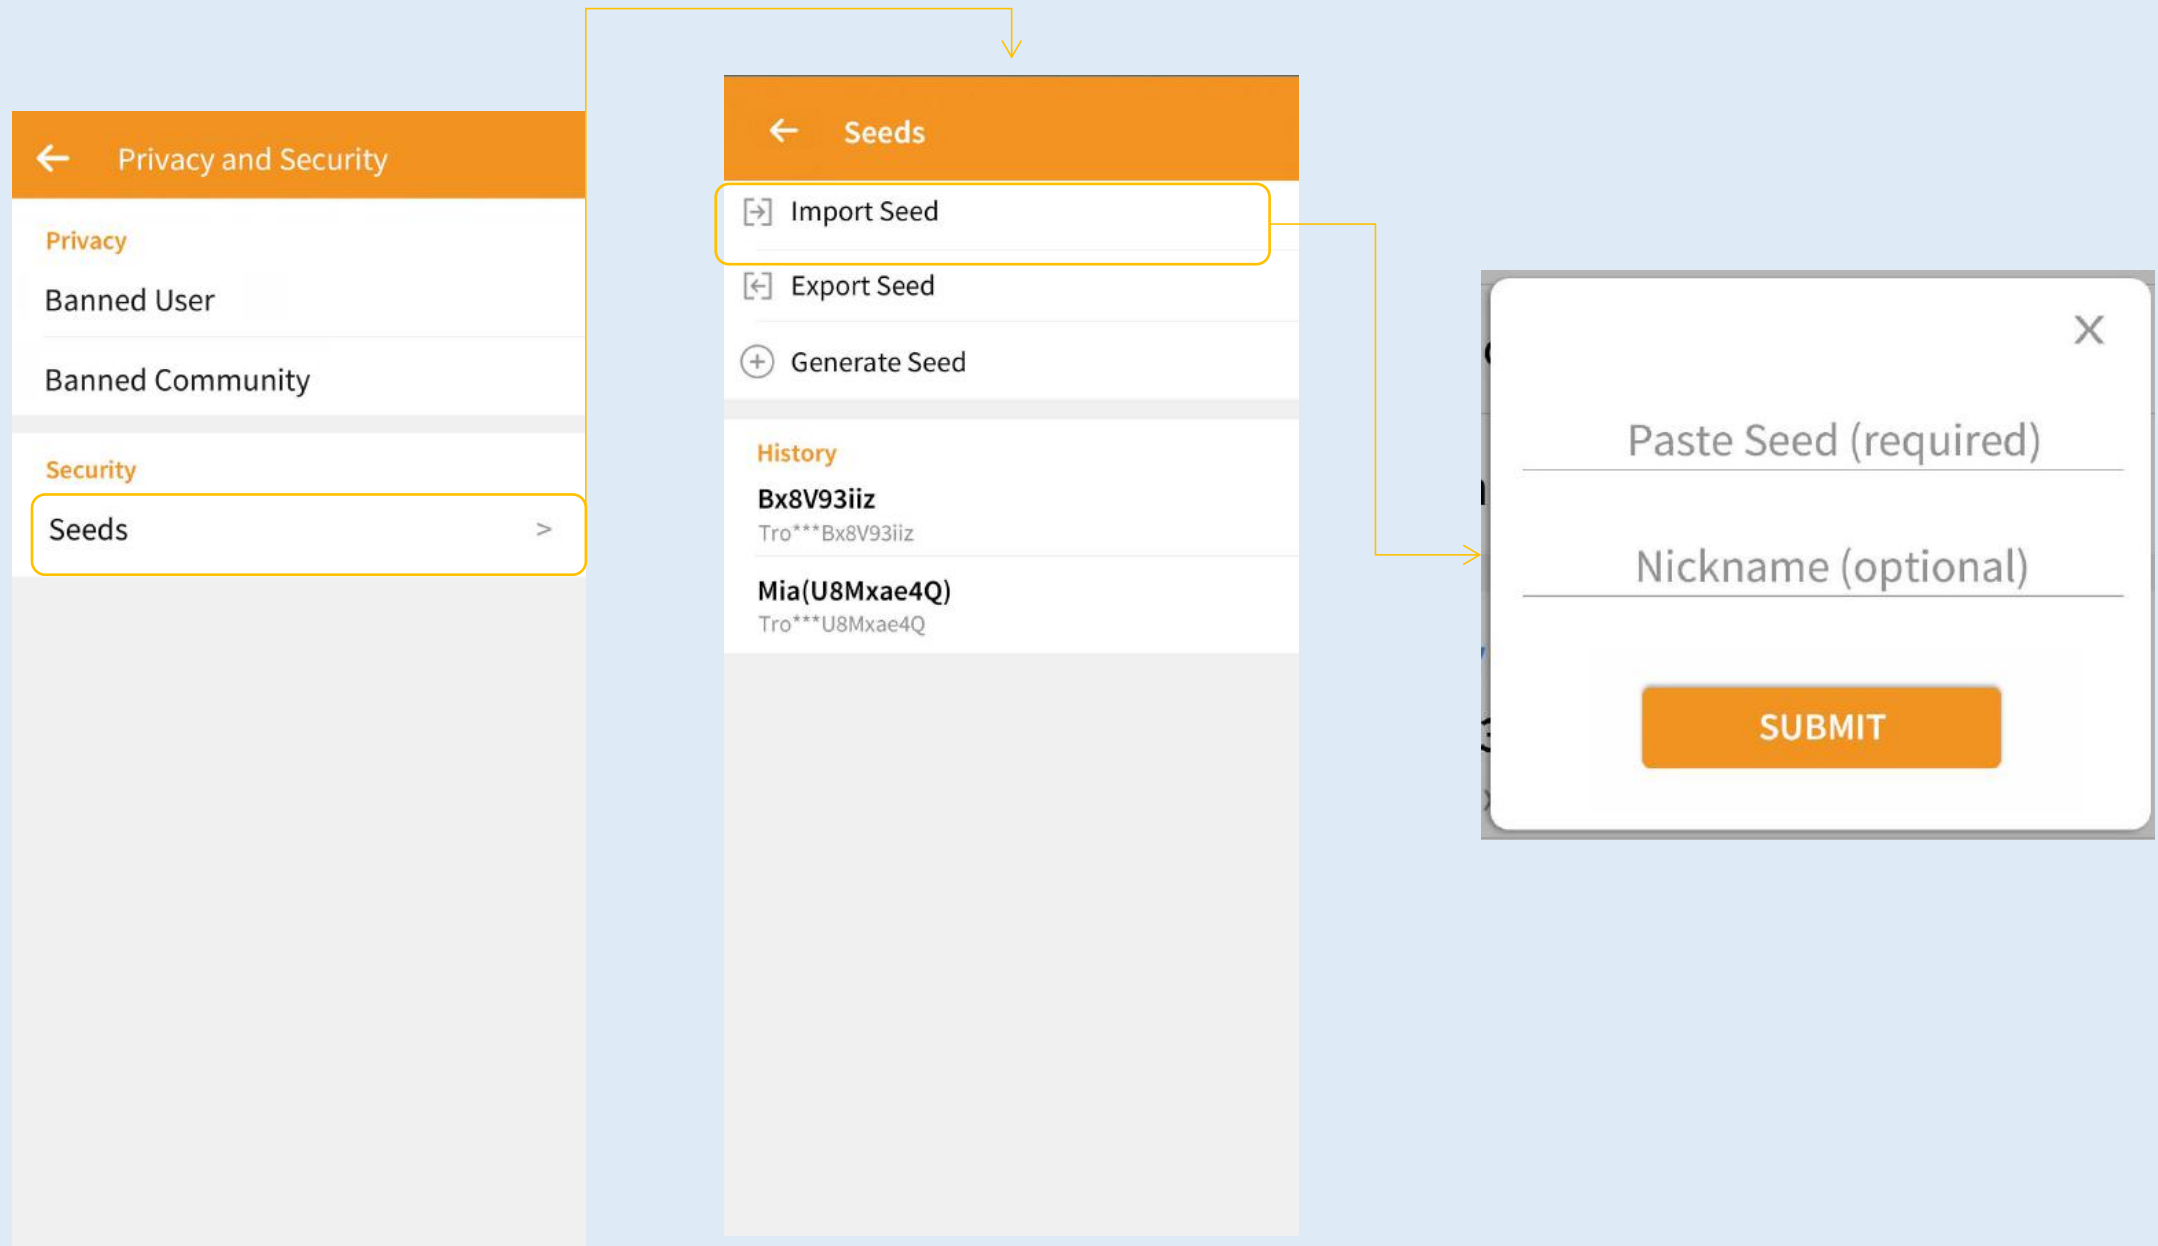 Privacy and Security
Privacy
Banned User
Banned Community
Security
Seeds >
Seeds
Import Seed
Export Seed
Generate Seed
History
Bx8V93iiz
Tro***Bx8V93iiz
Mia(U8Mxae4Q)
Tro***U8Mxae4Q
X
Paste Seed (required)
Nickname (optional)
SUBMIT